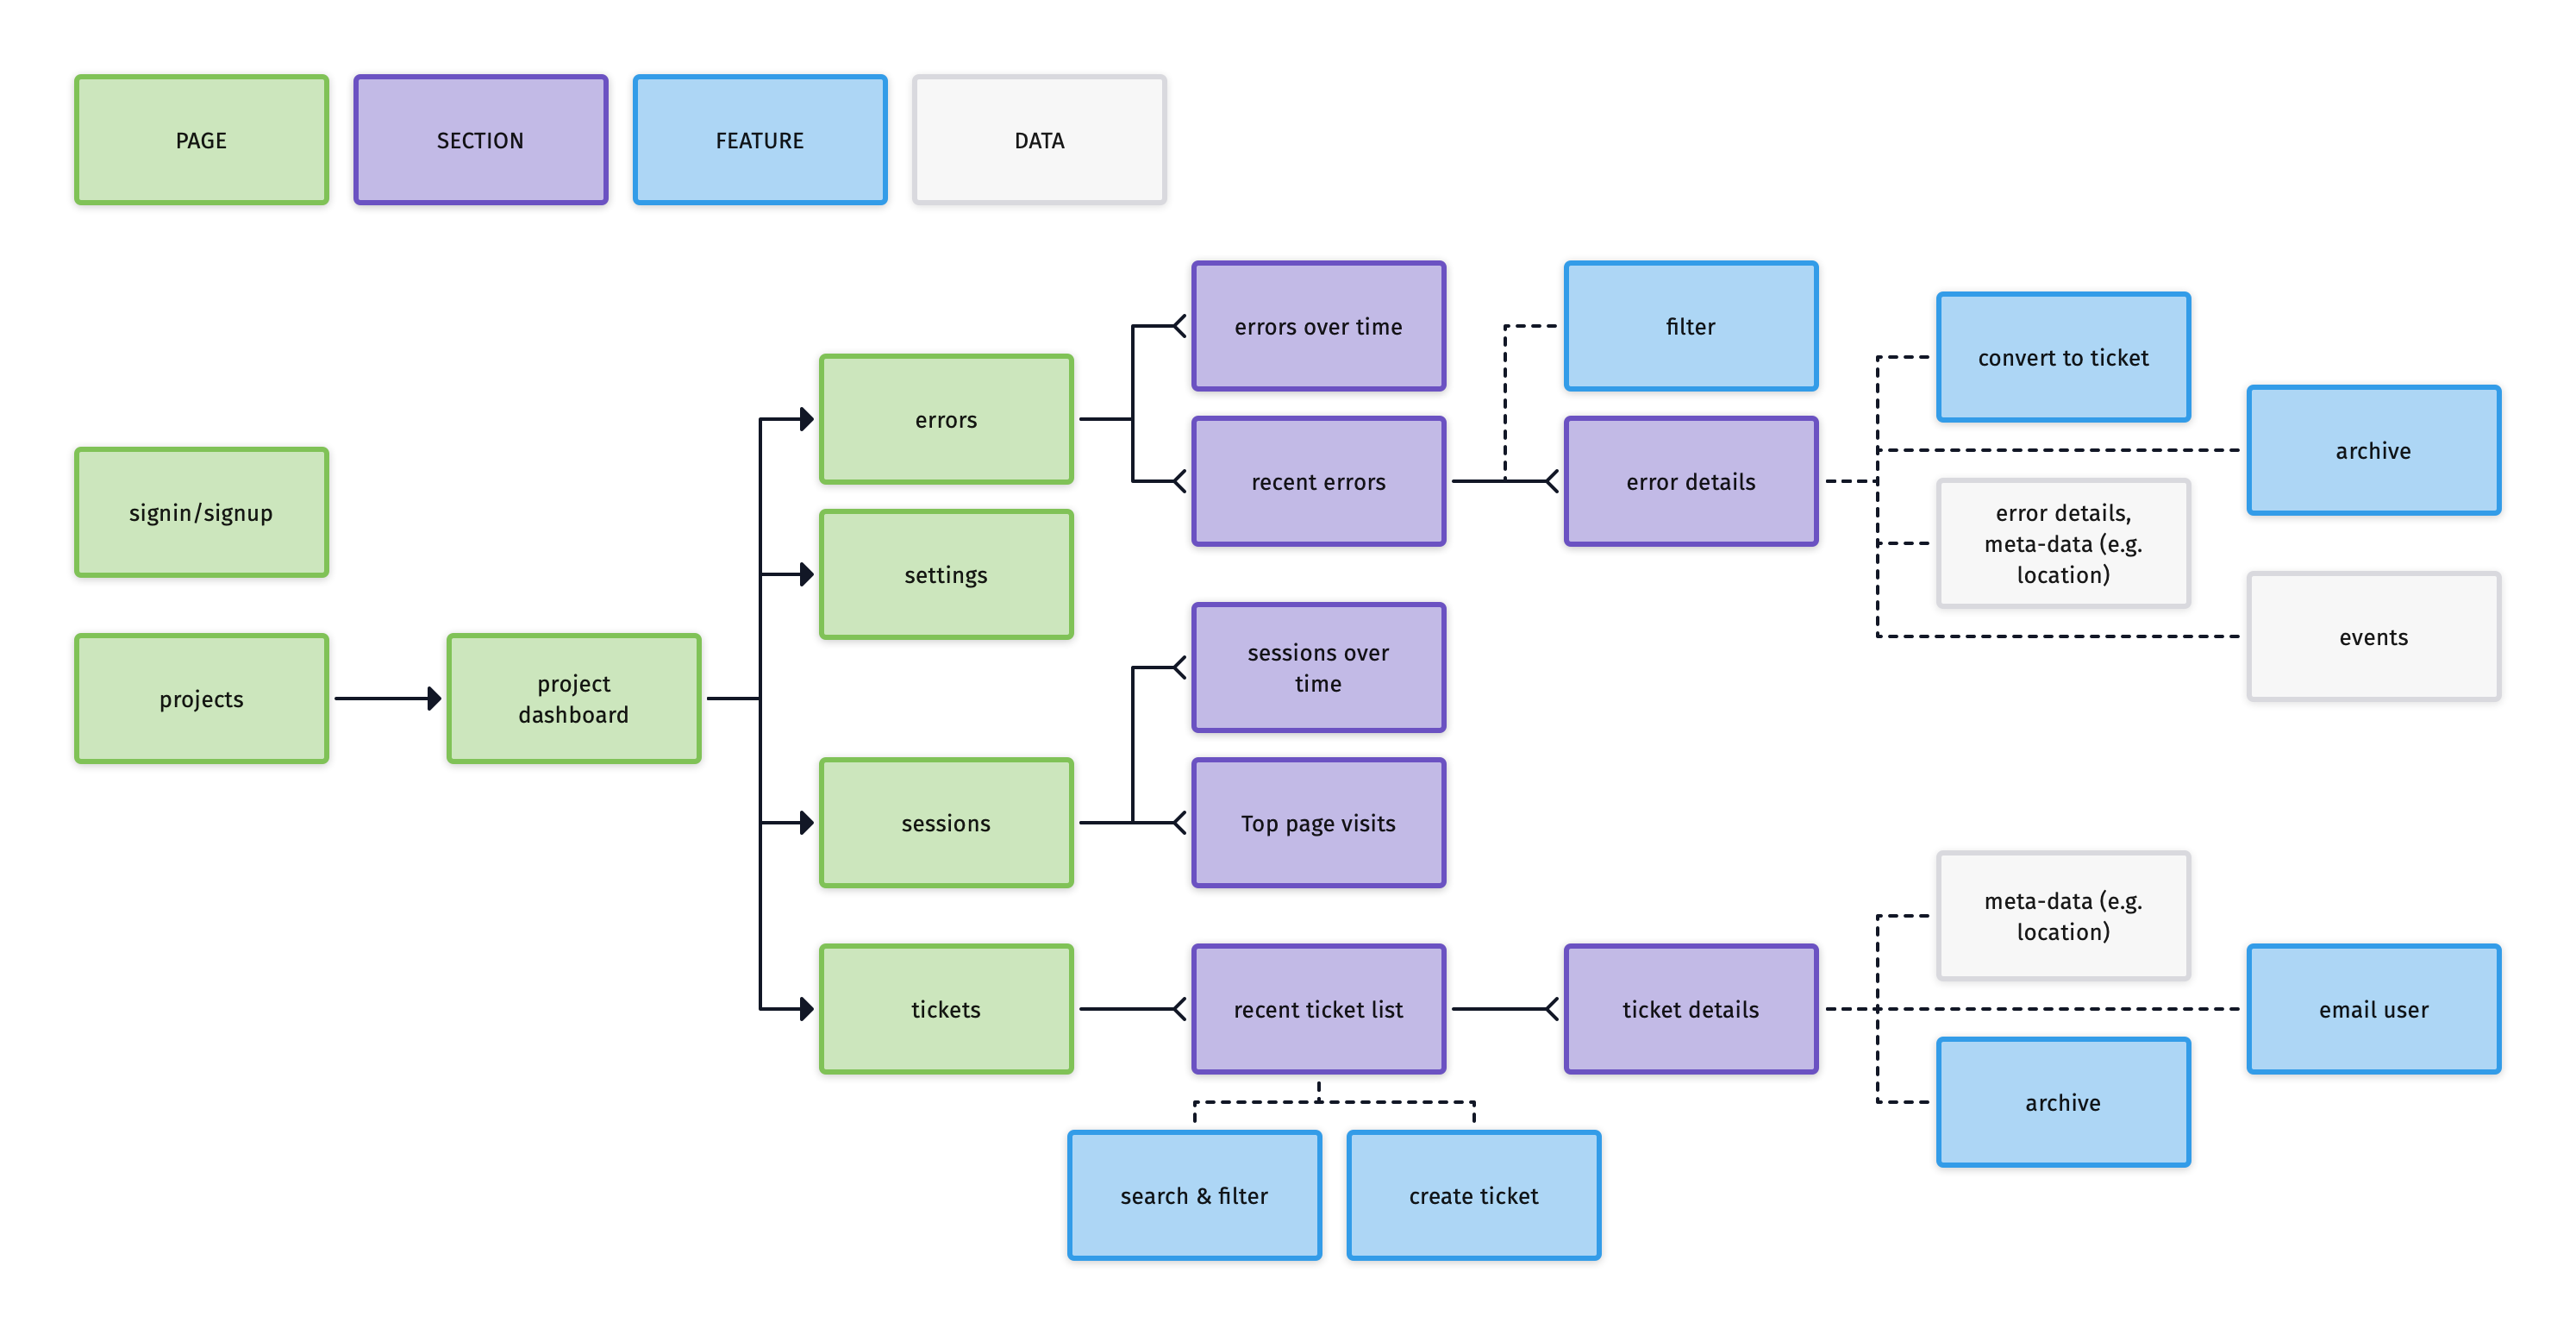 PAGE
SECTION
FEATURE
DATA
errors over time
filter
convert to ticket
errors
archive
recent errors
error details
signin/signup
error details,
meta-data (e.g.
location)
settings
events
sessions over
time
projects
project
dashboard
sessions
Top page visits
meta-data (e.g.
location)
tickets
recent ticket list
ticket details
email user
archive
search & filter
create ticket